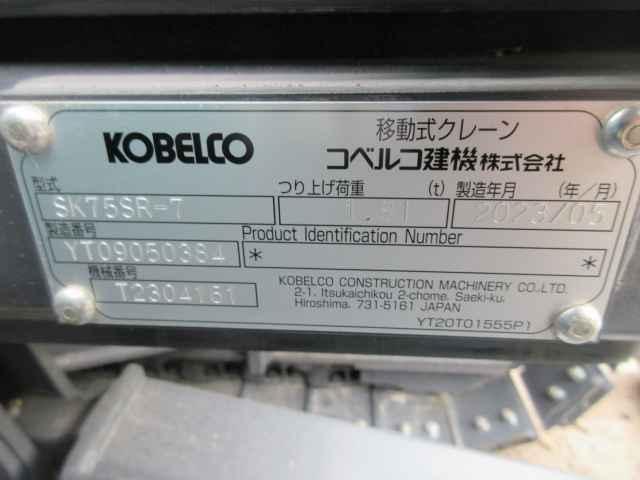 KOBELCO
移動式クレーン
コベルコ建機株式会社
型式 つり上げ荷重 (t) 製造年月 (年/月)
SK75SR-7 2023/05
製造番号 Product Identification Number
YT09050384 * *
機械番号
T2304161
KOBELCO CONSTRUCTION MACHINERY CO.,LTD.
2-1, Itsukaichikou 2-chome, Saeki-ku,
Hiroshima, 731-5161 JAPAN
YT20T01555P1